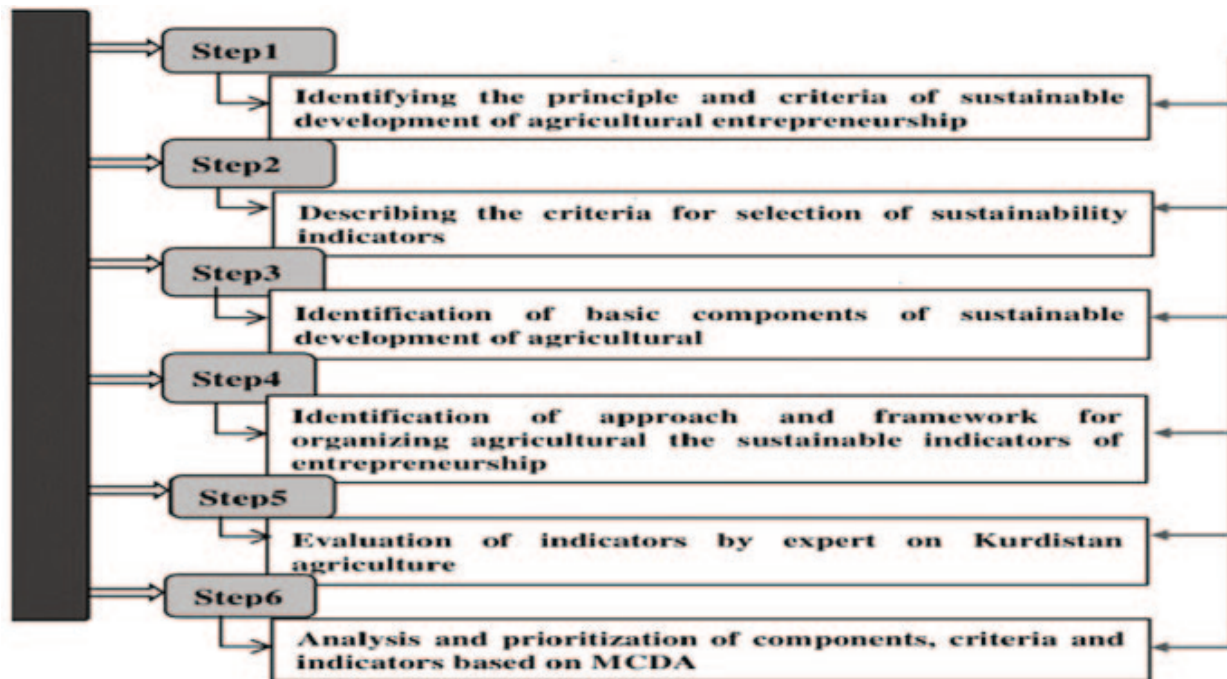 Step1
Identifying the principle and criteria of sustainable
development of agricultural entrepreneurship
Step2
Describing the criteria for selection of sustainability
indicators
Step3
Identification of basic components of sustainable
development of agricultural
Step4
Identification of approach and framework for
organizing agricultural the sustainable indicators of
entrepreneurship
Step5
Evaluation of indicators by expert on Kurdistan
agriculture
Step6
Analysis and prioritization of components, criteria and
indicators based on MCDA